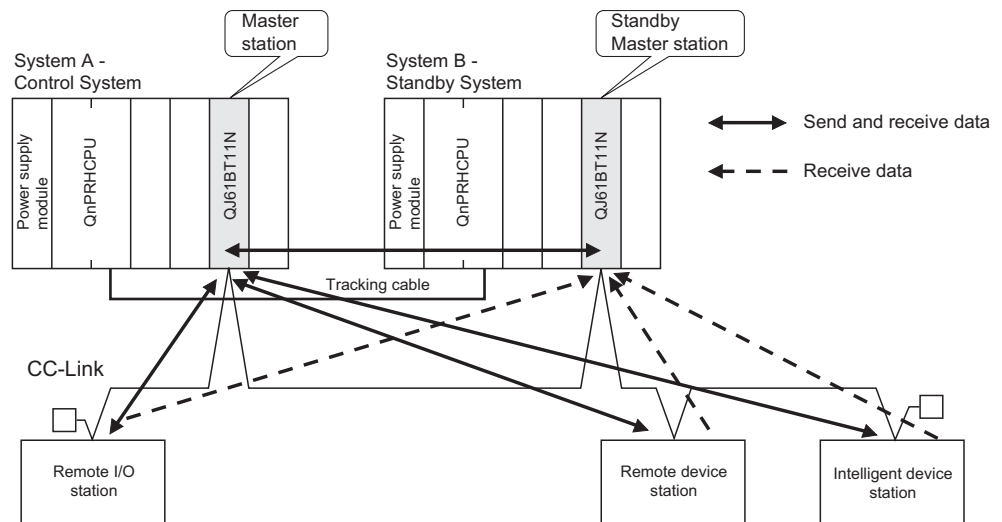 Master
station
Standby
Master station
System A -
Control System
System B -
Standby System
Power supply
module
QnPRHCPU
QJ61BT11N
Power supply
module
QnPRHCPU
QJ61BT11N
Send and receive data
Receive data
Tracking cable
CC-Link
Remote I/O
station
Remote device
station
Intelligent device
station